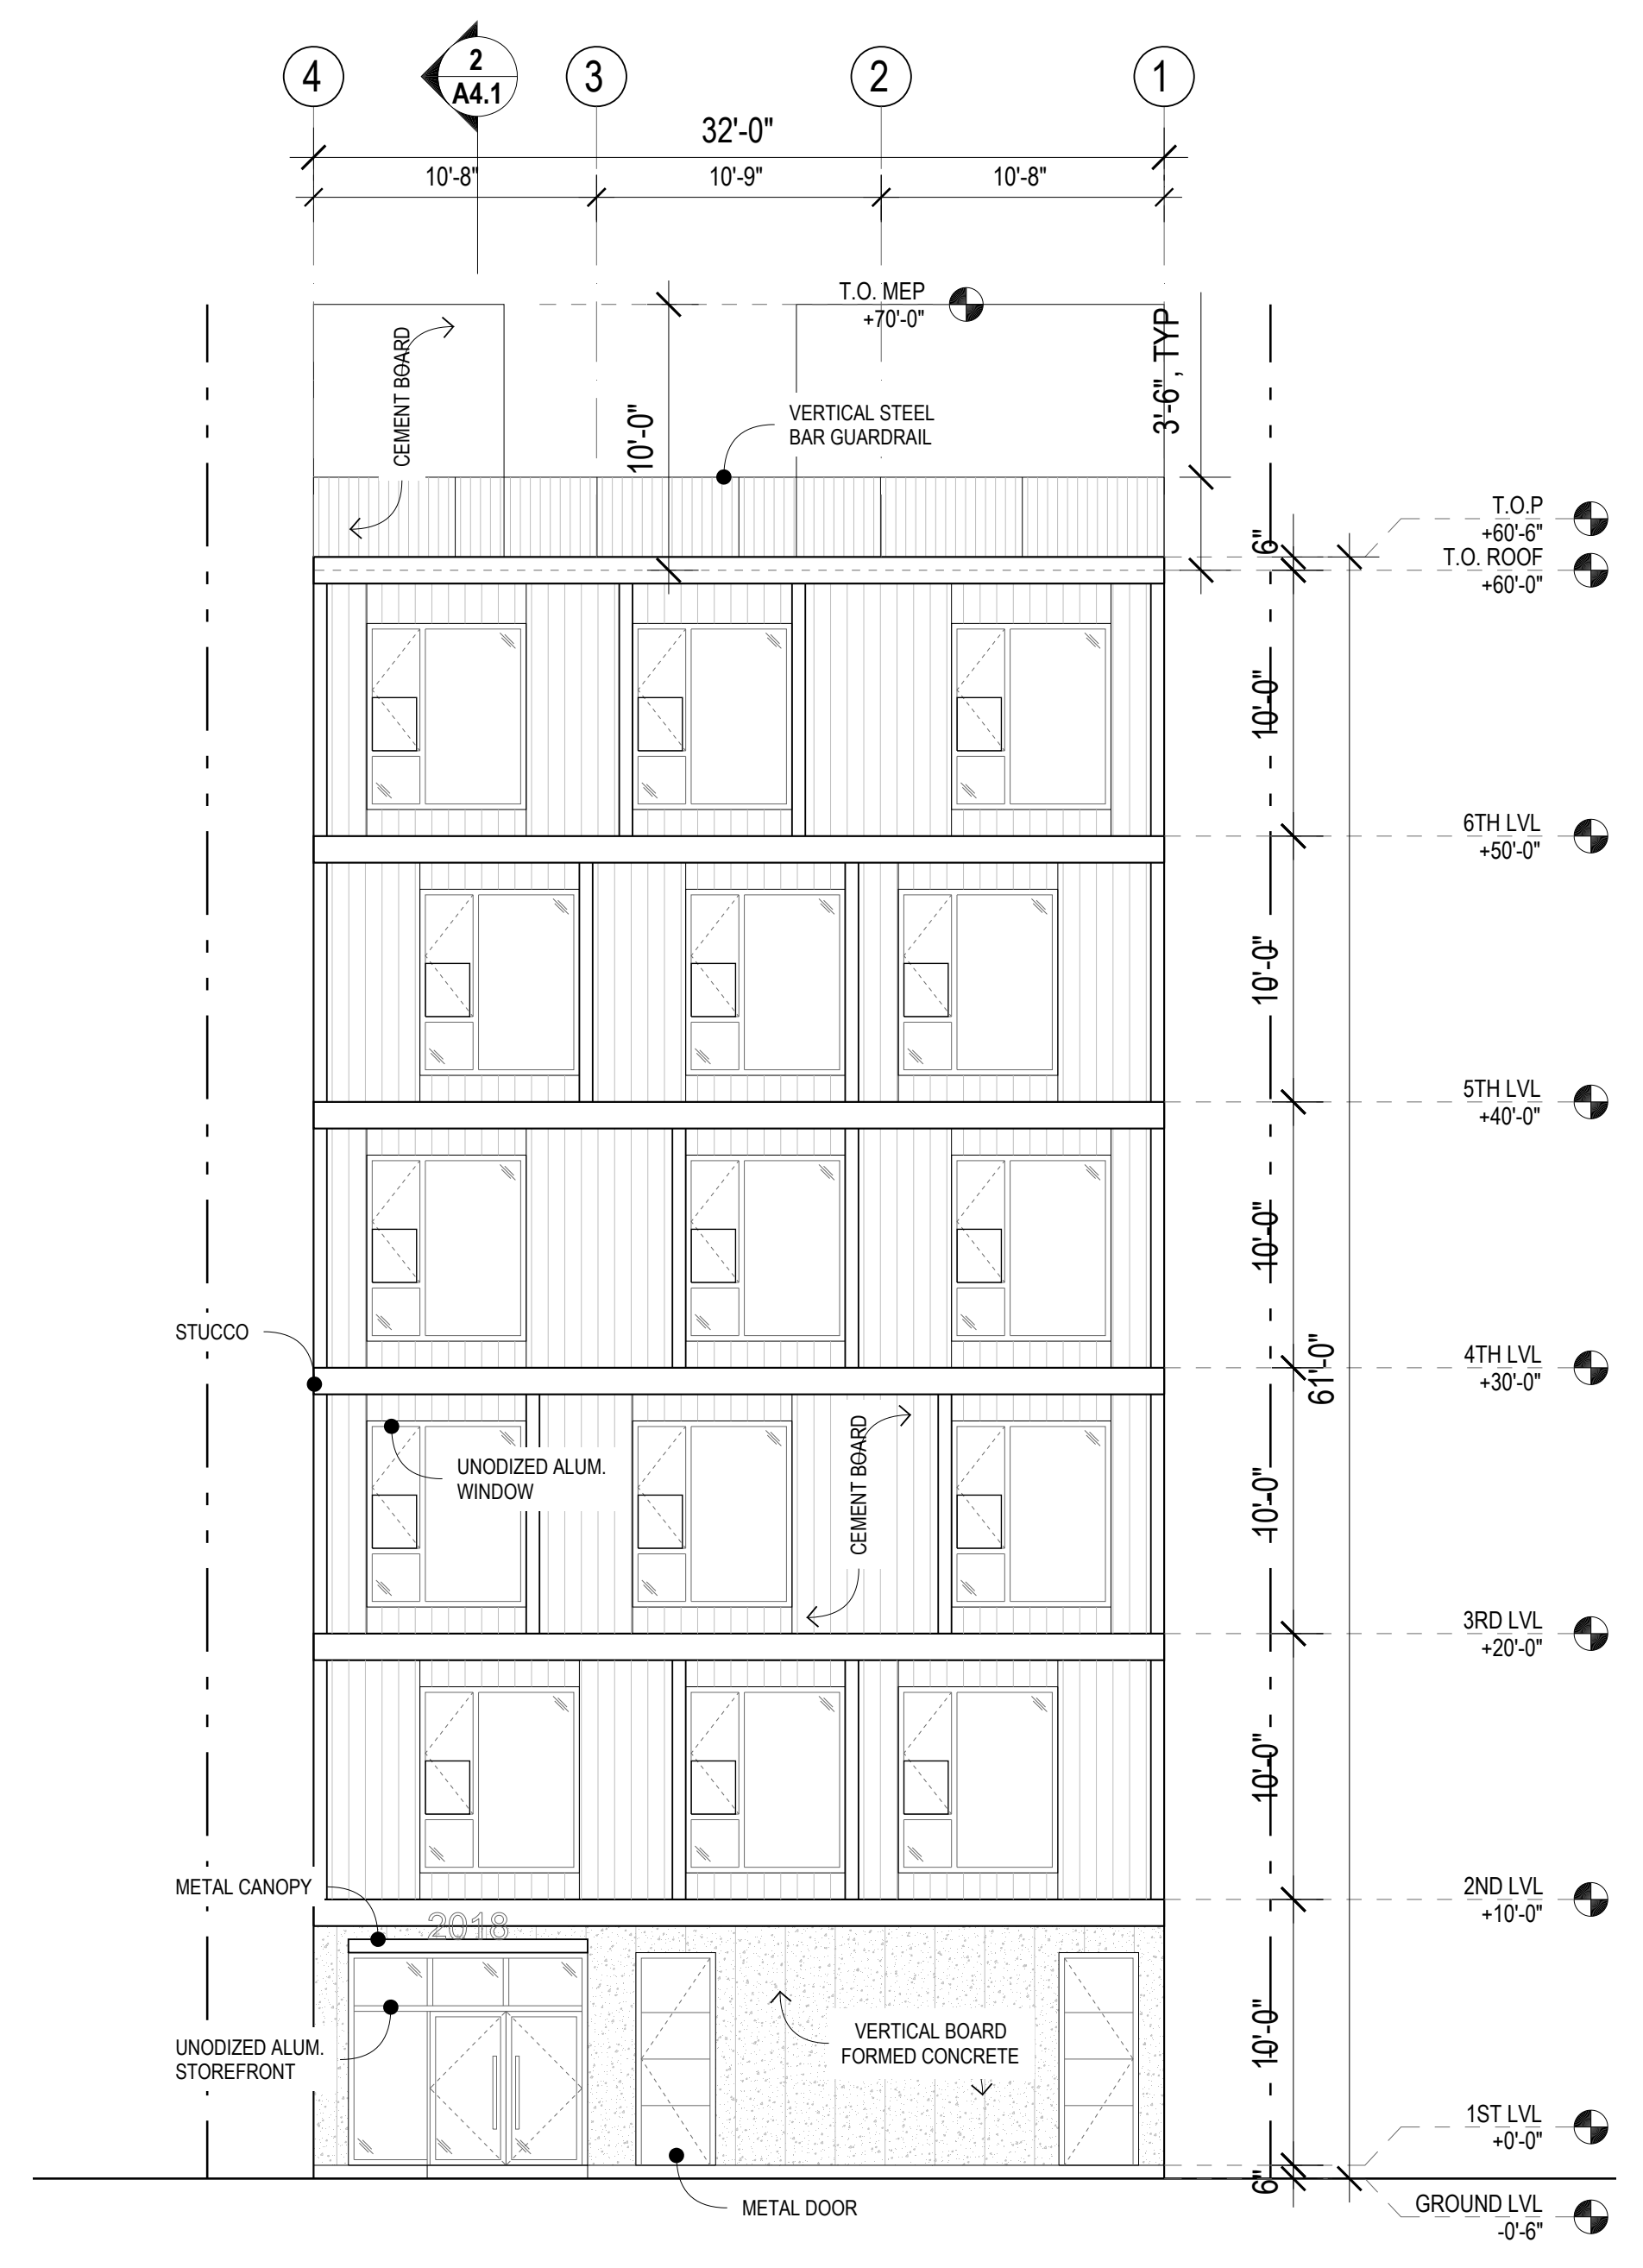 4
2
A4.1
3
2
1
32'-0"
10'-8"
10'-9"
10'-8"
T.O. MEP
+70'-0"
CEMENT BOARD
10'-0"
VERTICAL STEEL
BAR GUARDRAIL
3'-6", TYP
T.O.P
+60'-6"
6"
T.O. ROOF
+60'-0"
10'-0"
6TH LVL
+50'-0"
10'-0"
5TH LVL
+40'-0"
10'-0"
STUCCO
61'-0"
4TH LVL
+30'-0"
UNODIZED ALUM.
WINDOW
CEMENT BOARD
10'-0"
3RD LVL
+20'-0"
10'-0"
METAL CANOPY
2018
2ND LVL
+10'-0"
UNODIZED ALUM.
STOREFRONT
VERTICAL BOARD
FORMED CONCRETE
10'-0"
1ST LVL
+0'-0"
6"
METAL DOOR
GROUND LVL
-0'-6"